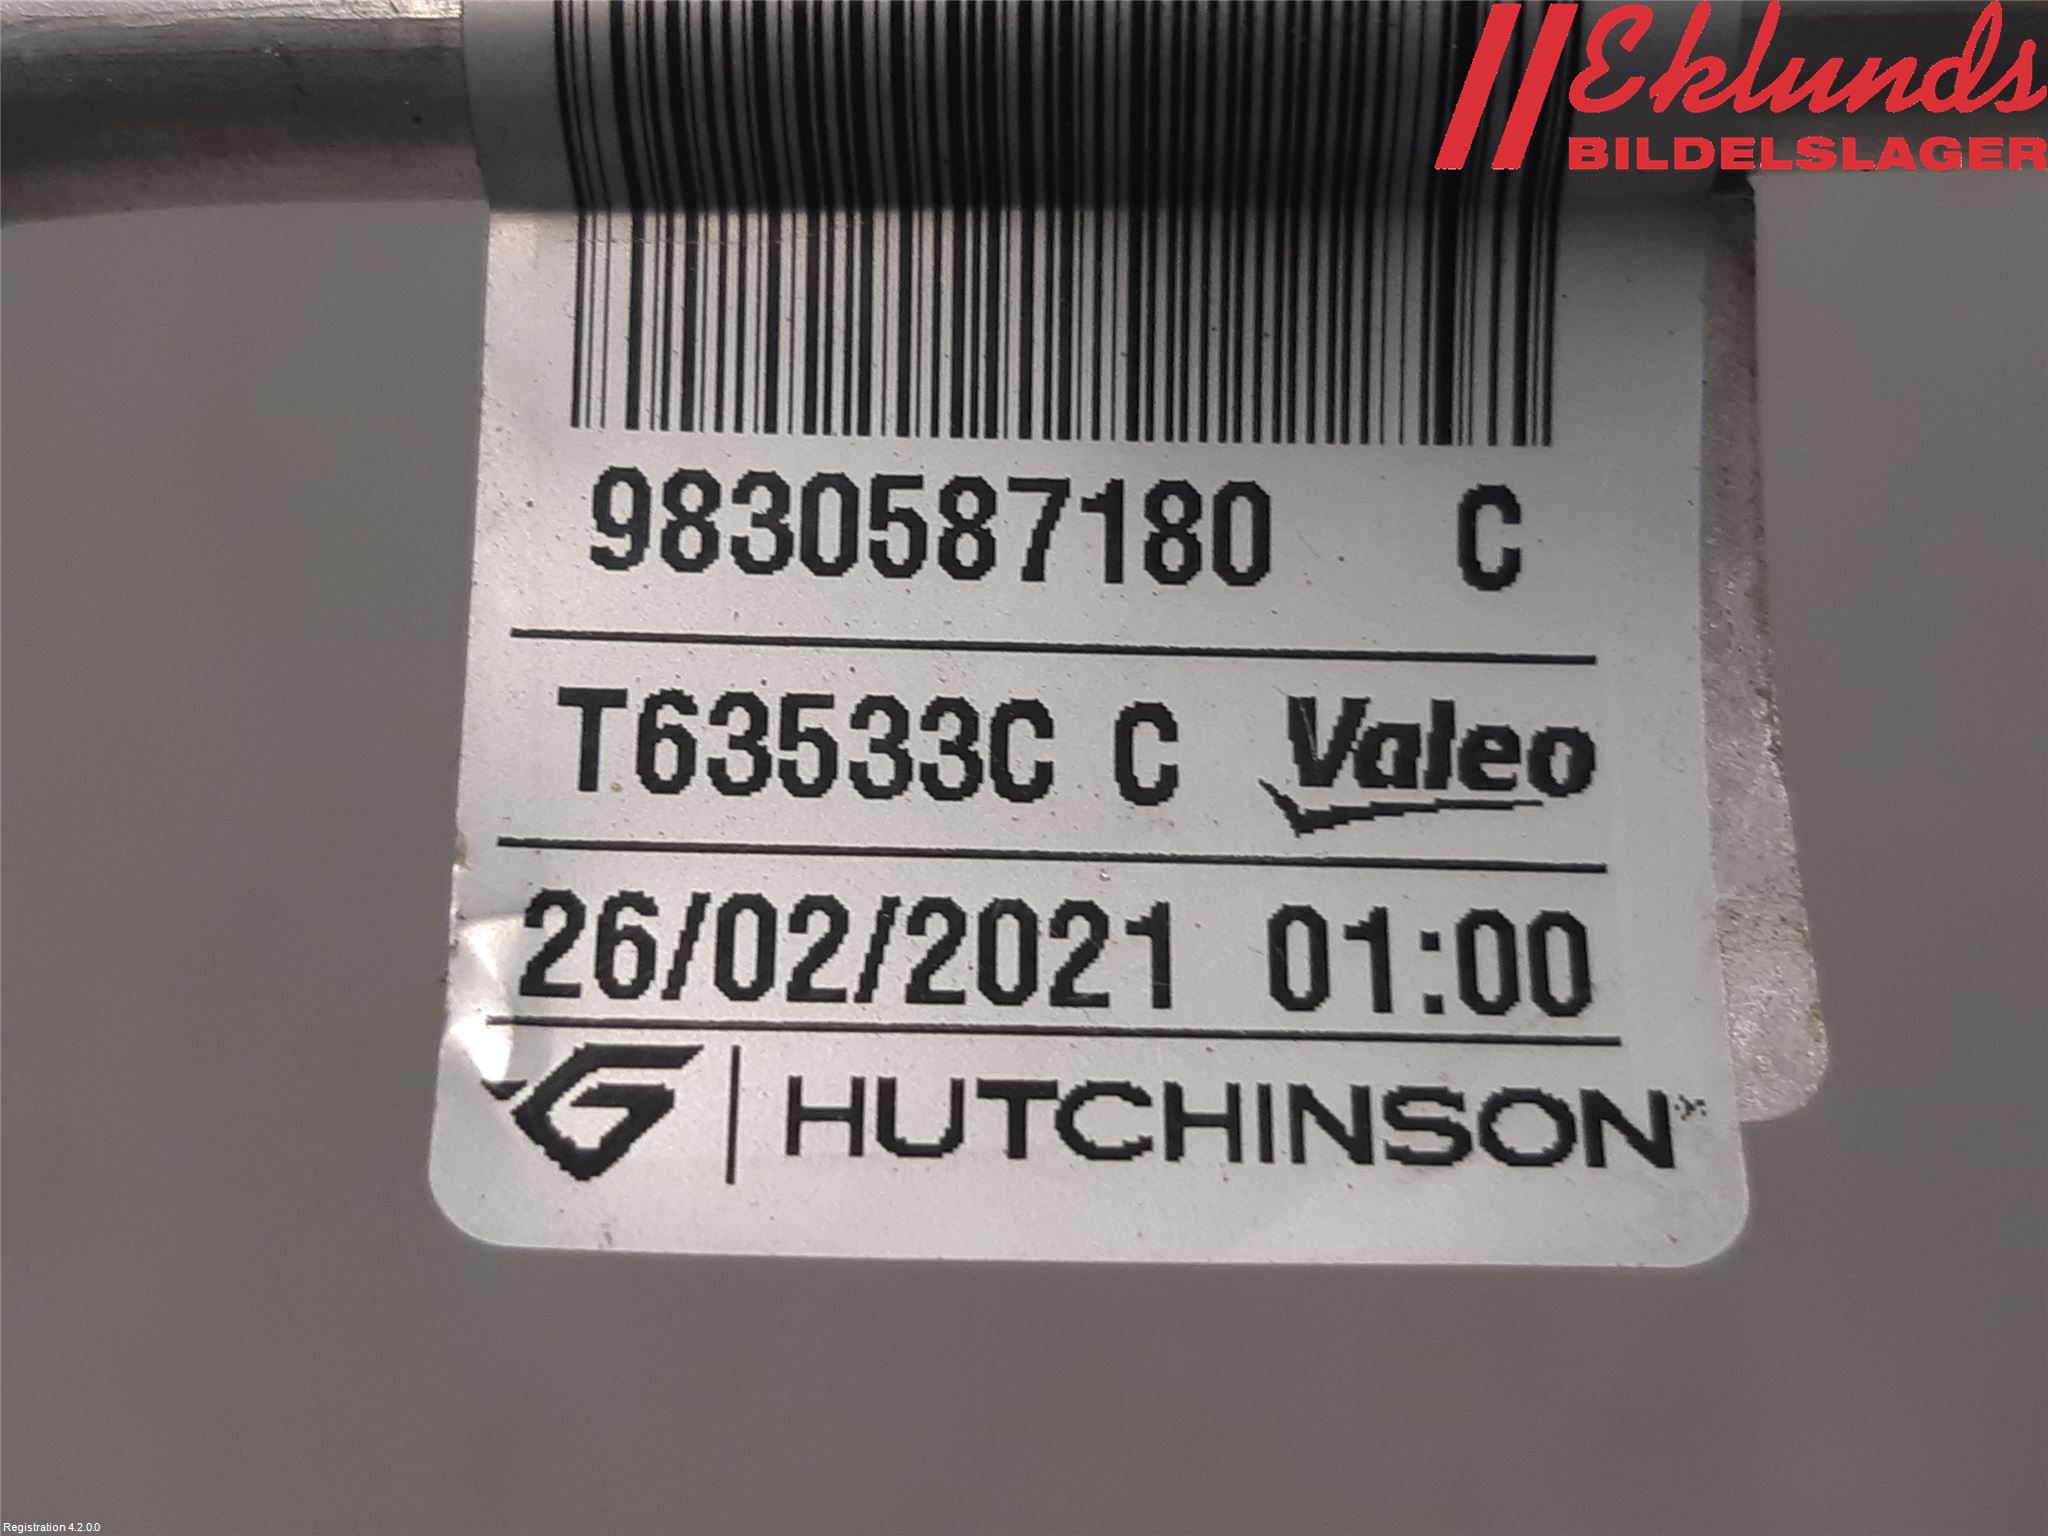 Eklunds
BILDELSLAGER
9830587180 C
T63533C C Valeo
26/02/2021 01:00
HUTCHINSON
Registration 4.2.0.0